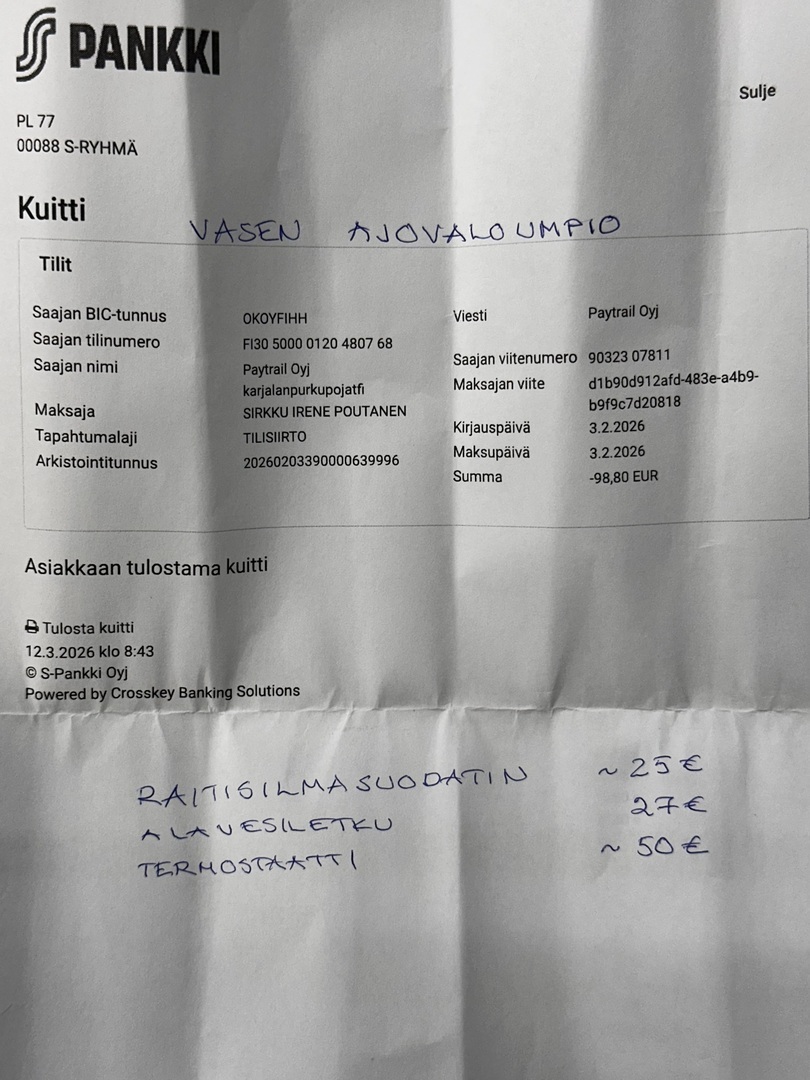 S PANKKI
Sulje
PL 77
00088 S-RYHMÄ
Kuitti
VASEN AJOVALOUMPIO
Tilit
Saajan BIC-tunnus OKOYFIHH
Saajan tilinumero FI30 5000 0120 4807 68
Saajan nimi Paytrail Oyj
karjalanpurkupojatfi
Maksaja SIRKKU IRENE POUTANEN
Tapahtumalaji TILISIIRTO
Arkistointitunnus 20260203390000639996
Viesti Paytrail Oyj
Saajan viitenumero 90323 07811
Maksajan viite d1b90d912afd-483e-a4b9-
b9f9c7d20818
Kirjauspäivä 3.2.2026
Maksupäivä 3.2.2026
Summa -98,80 EUR
Asiakkaan tulostama kuitti
Tulosta kuitti
12.3.2026 klo 8:43
© S-Pankki Oyj
Powered by Crosskey Banking Solutions
RAITISILMASUODATIN ~ 25 €
ALAVESILETKU 27 €
TERMOSTAATTI ~ 50 €